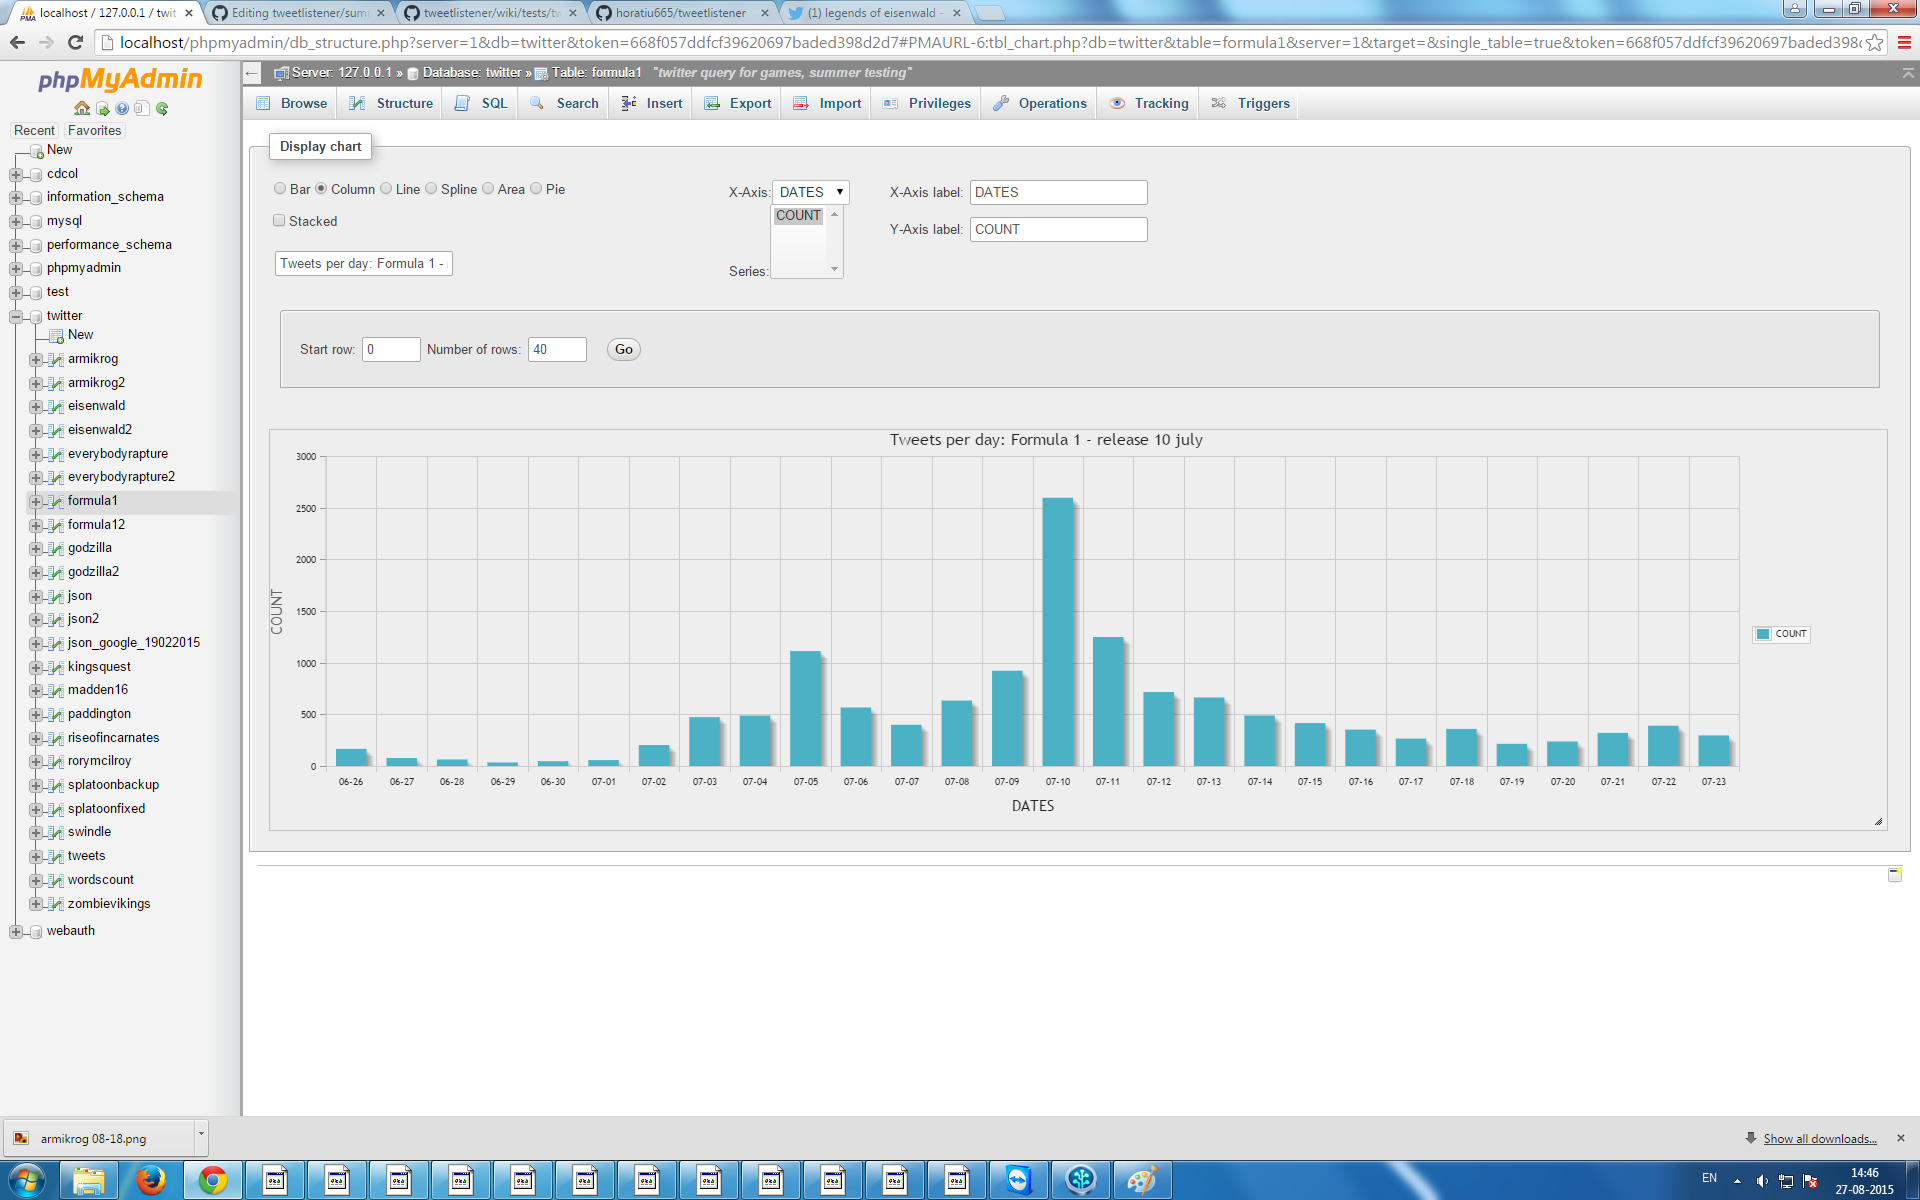 localhost / 127.0.0.1 / twit
Editing tweetlistener/sum
tweetlistener/wiki/tests/tw
horatiu665/tweetlistener
(1) legends of eisenwald -
localhost/phpmyadmin/db_structure.php?server=1&db=twitter&token=668f057ddfcf39620697baded398d2d7#PMAURL-6:tbl_chart.php?db=twitter&table=formula1&server=1&target=&single_table=true&token=668f057ddfcf39620697baded398
phpMyAdmin
Recent Favorites
New
cdcol
information_schema
mysql
performance_schema
phpmyadmin
test
twitter
New
armikrog
armikrog2
eisenwald
eisenwald2
everybodyrapture
everybodyrapture2
formula1
formula12
godzilla
godzilla2
json
json2
json_google_19022015
kingsquest
madden16
paddington
riseofincarnates
rorymcilroy
splatoonbackup
splatoonfixed
swindle
tweets
wordscount
zombievikings
webauth
Server: 127.0.0.1 » Database: twitter » Table: formula1 "twitter query for games, summer testing"
Browse Structure SQL Search Insert Export Import Privileges Operations Tracking Triggers
Display chart
Bar Column Line Spline Area Pie
Stacked
Tweets per day: Formula 1 -
X-Axis: DATES
COUNT
Series:
X-Axis label: DATES
Y-Axis label: COUNT
Start row: 0 Number of rows: 40 Go
Tweets per day: Formula 1 - release 10 july
3000
2500
2000
1500
1000
500
0
COUNT
06-26 06-27 06-28 06-29 06-30 07-01 07-02 07-03 07-04 07-05 07-06 07-07 07-08 07-09 07-10 07-11 07-12 07-13 07-14 07-15 07-16 07-17 07-18 07-19 07-20 07-21 07-22 07-23
DATES
COUNT
armikrog 08-18.png
Show all downloads...
EN
14:46
27-08-2015